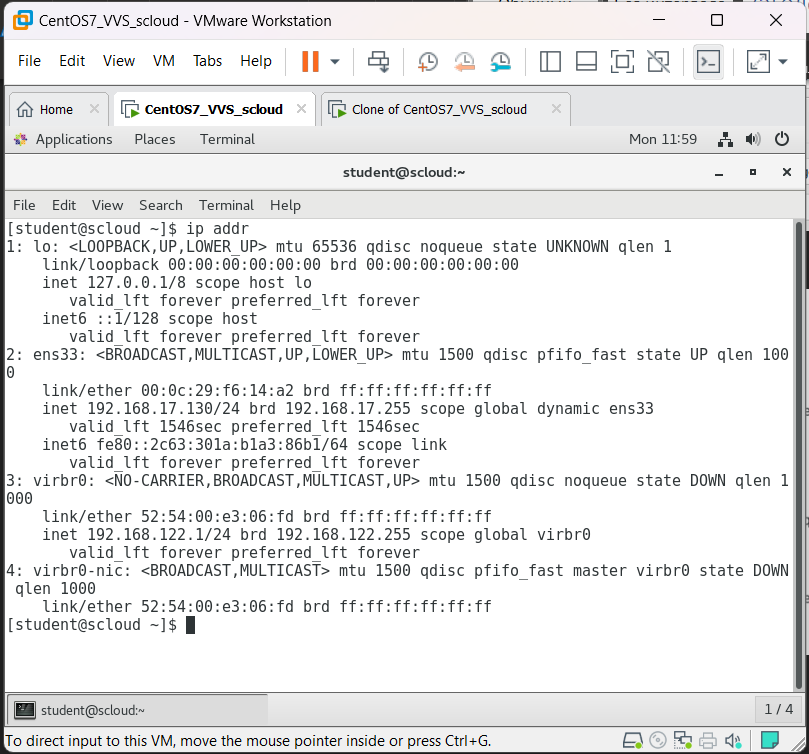 CentOS7_VVS_scloud - VMware Workstation
File Edit View VM Tabs Help
Home CentOS7_VVS_scloud Clone of CentOS7_VVS_scloud
Applications Places Terminal Mon 11:59
student@scloud:~
File Edit View Search Terminal Help
[student@scloud ~]$ ip addr
1: lo: <LOOPBACK,UP,LOWER_UP> mtu 65536 qdisc noqueue state UNKNOWN qlen 1
    link/loopback 00:00:00:00:00:00 brd 00:00:00:00:00:00
    inet 127.0.0.1/8 scope host lo
       valid_lft forever preferred_lft forever
    inet6 ::1/128 scope host
       valid_lft forever preferred_lft forever
2: ens33: <BROADCAST,MULTICAST,UP,LOWER_UP> mtu 1500 qdisc pfifo_fast state UP qlen 100
0
    link/ether 00:0c:29:f6:14:a2 brd ff:ff:ff:ff:ff:ff
    inet 192.168.17.130/24 brd 192.168.17.255 scope global dynamic ens33
       valid_lft 1546sec preferred_lft 1546sec
    inet6 fe80::2c63:301a:b1a3:86b1/64 scope link
       valid_lft forever preferred_lft forever
3: virbr0: <NO-CARRIER,BROADCAST,MULTICAST,UP> mtu 1500 qdisc noqueue state DOWN qlen 1
000
    link/ether 52:54:00:e3:06:fd brd ff:ff:ff:ff:ff:ff
    inet 192.168.122.1/24 brd 192.168.122.255 scope global virbr0
       valid_lft forever preferred_lft forever
4: virbr0-nic: <BROADCAST,MULTICAST> mtu 1500 qdisc pfifo_fast master virbr0 state DOWN
 qlen 1000
    link/ether 52:54:00:e3:06:fd brd ff:ff:ff:ff:ff:ff
[student@scloud ~]$
student@scloud:~ 1 / 4
To direct input to this VM, move the mouse pointer inside or press Ctrl+G.